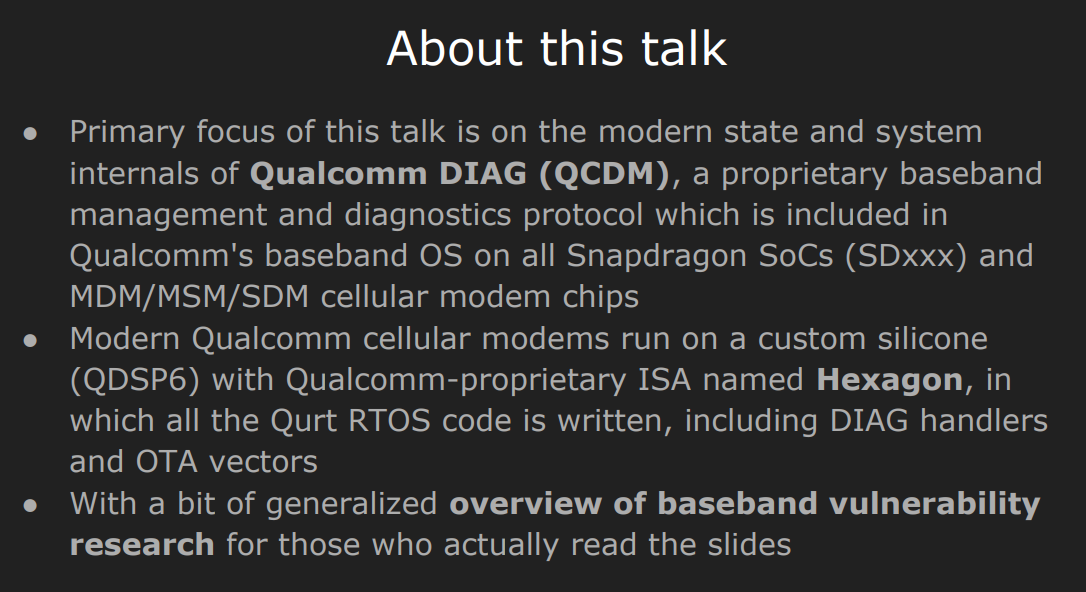 About this talk
● Primary focus of this talk is on the modern state and system
internals of Qualcomm DIAG (QCDM), a proprietary baseband
management and diagnostics protocol which is included in
Qualcomm's baseband OS on all Snapdragon SoCs (SDxxx) and
MDM/MSM/SDM cellular modem chips
● Modern Qualcomm cellular modems run on a custom silicone
(QDSP6) with Qualcomm-proprietary ISA named Hexagon, in
which all the Qurt RTOS code is written, including DIAG handlers
and OTA vectors
● With a bit of generalized overview of baseband vulnerability
research for those who actually read the slides